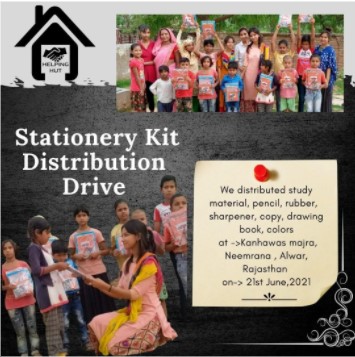 HELPING
HUT
Stationery Kit
Distribution
Drive
We distributed study
material, pencil, rubber,
sharpener, copy, drawing
book, colors
at ->Kanhawas majra,
Neemrana , Alwar,
Rajasthan
on-> 21st June,2021